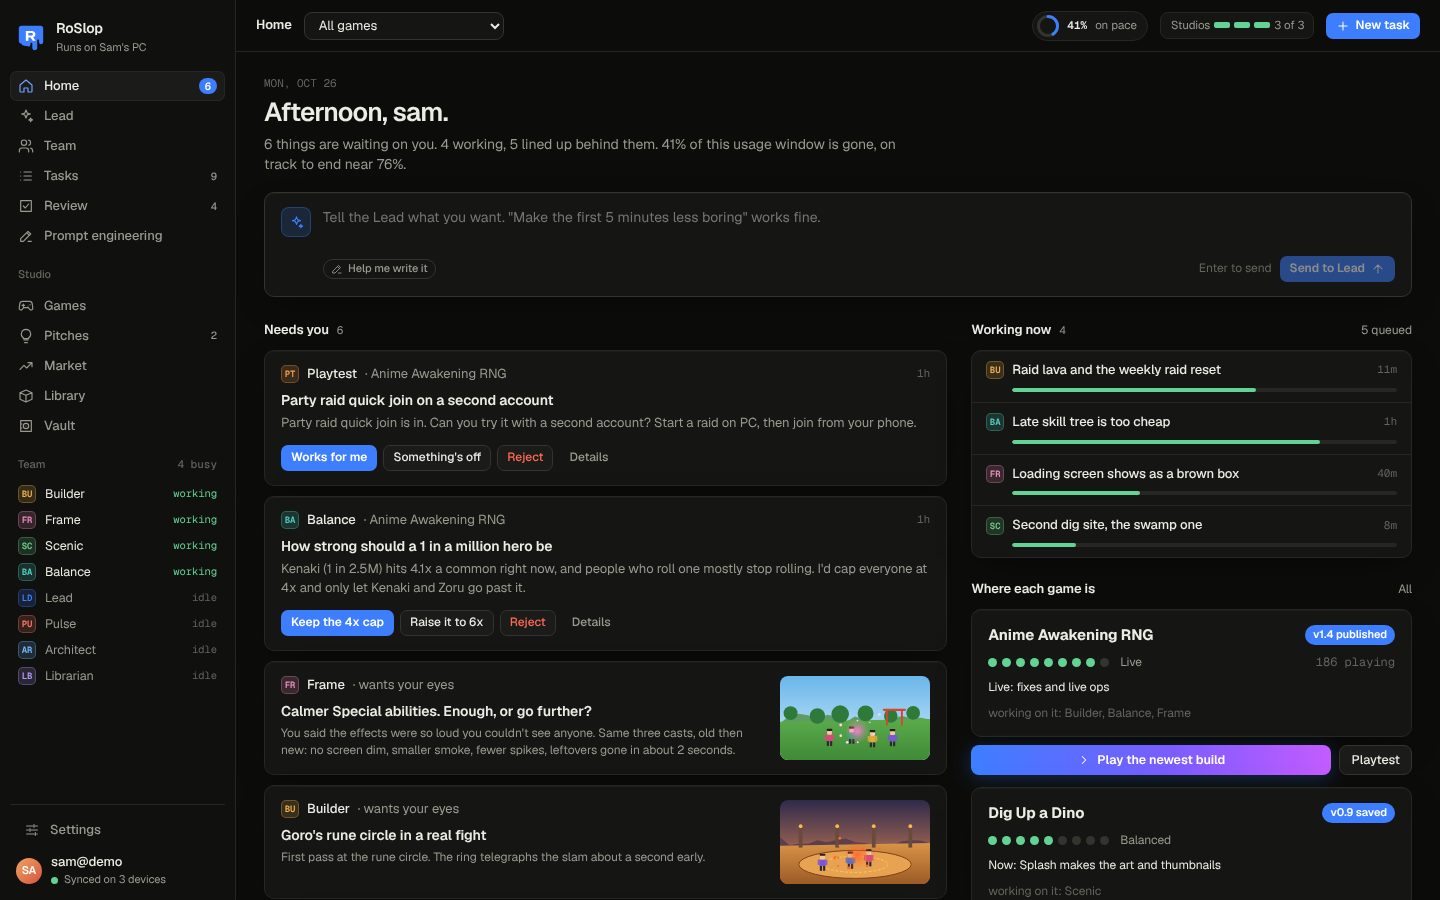 R
RoSlop
Runs on Sam's PC
Home
6
Lead
Team
Tasks
9
Review
4
Prompt engineering
Studio
Games
Pitches
2
Market
Library
Vault
Team
4 busy
BU
Builder
working
FR
Frame
working
SC
Scenic
working
BA
Balance
working
LD
Lead
idle
PU
Pulse
idle
AR
Architect
idle
LB
Librarian
idle
Settings
SA
sam@demo
Synced on 3 devices
Home
All games
41% on pace
Studios
3 of 3
New task
MON, OCT 26
Afternoon, sam.
6 things are waiting on you. 4 working, 5 lined up behind them. 41% of this usage window is gone, on
track to end near 76%.
Tell the Lead what you want. "Make the first 5 minutes less boring" works fine.
Help me write it
Enter to send
Send to Lead
Needs you 6
PT
Playtest · Anime Awakening RNG
1h
Party raid quick join on a second account
Party raid quick join is in. Can you try it with a second account? Start a raid on PC, then join from your phone.
Works for me
Something's off
Reject
Details
BA
Balance · Anime Awakening RNG
1h
How strong should a 1 in a million hero be
Kenaki (1 in 2.5M) hits 4.1x a common right now, and people who roll one mostly stop rolling. I'd cap everyone at
4x and only let Kenaki and Zoru go past it.
Keep the 4x cap
Raise it to 6x
Reject
Details
FR
Frame · wants your eyes
Calmer Special abilities. Enough, or go further?
You said the effects were so loud you couldn't see anyone. Same three casts, old then
new: no screen dim, smaller smoke, fewer spikes, leftovers gone in about 2 seconds.
BU
Builder · wants your eyes
Goro's rune circle in a real fight
First pass at the rune circle. The ring telegraphs the slam about a second early.
Working now 4
5 queued
BU
Raid lava and the weekly raid reset
11m
BA
Late skill tree is too cheap
1h
FR
Loading screen shows as a brown box
40m
SC
Second dig site, the swamp one
8m
Where each game is
All
Anime Awakening RNG
v1.4 published
Live
186 playing
Live: fixes and live ops
working on it: Builder, Balance, Frame
Play the newest build
Playtest
Dig Up a Dino
v0.9 saved
Balanced
Now: Splash makes the art and thumbnails
working on it: Scenic